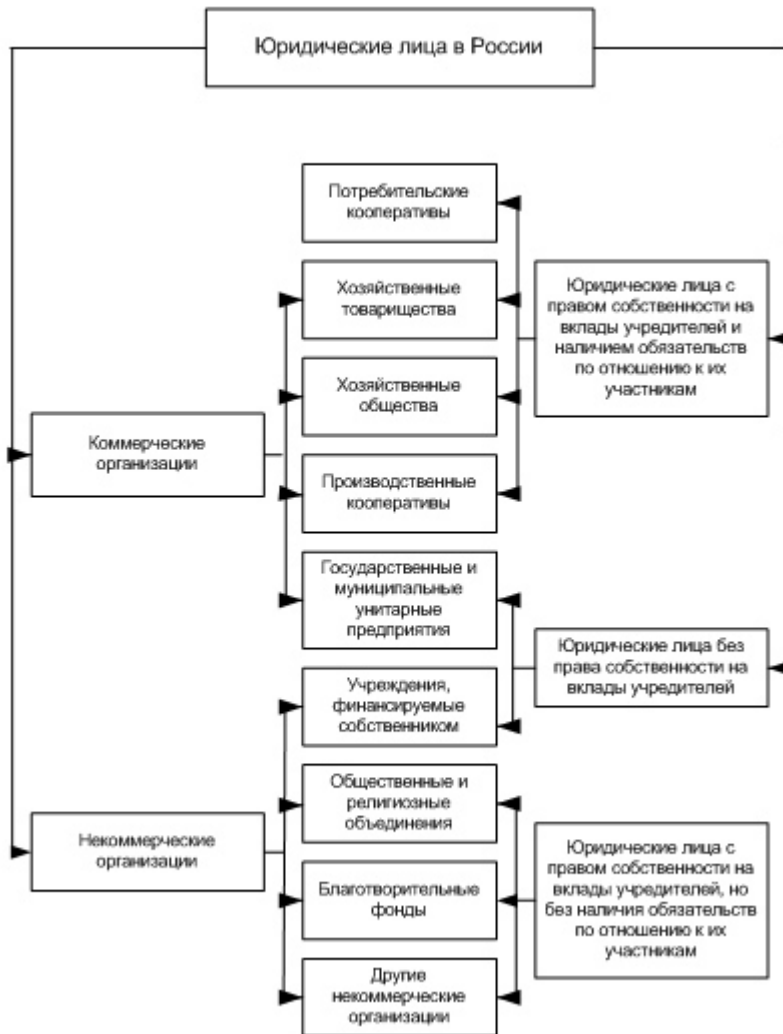 Юридические лица в России
Потребительские
кооперативы
Хозяйственные
товарищества
Юридические лица с
правом собственности на
вклады учредителей и
наличием обязательств
по отношению к их
участникам
Хозяйственные
общества
Коммерческие
организации
Производственные
кооперативы
Государственные и
муниципальные
унитарные
предприятия
Юридические лица без
права собственности на
вклады учредителей
Учреждения,
финансируемые
собственником
Общественные и
религиозные
объединения
Некоммерческие
организации
Юридические лица с
правом собственности на
вклады учредителей, но
без наличия обязательств
по отношению к их
участникам
Благотворительные
фонды
Другие
некоммерческие
организации